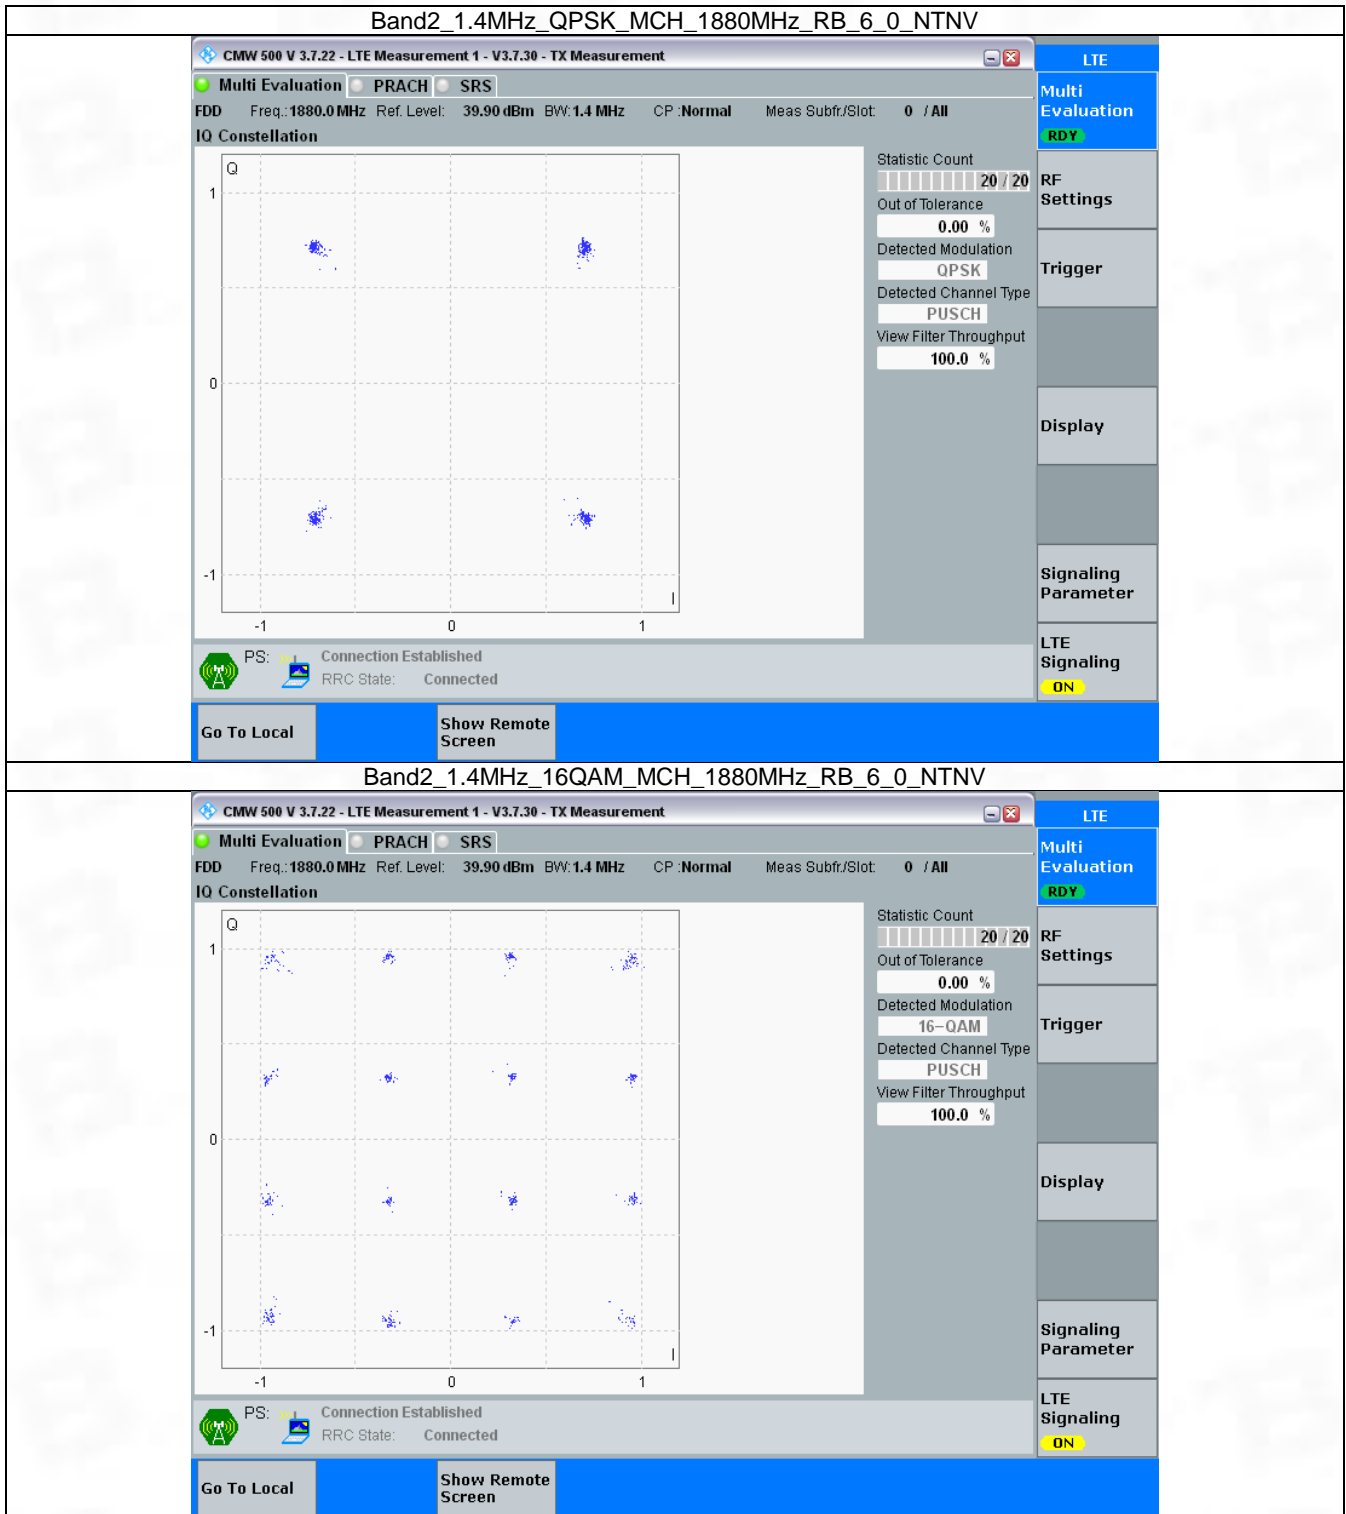 Band2_1.4MHz_QPSK_MCH_1880MHz_RB_6_0_NTNV
CMW 500 V 3.7.22 - LTE Measurement 1 - V3.7.30 - TX Measurement
LTE
Multi Evaluation PRACH SRS
Multi
Evaluation
RDY
FDD Freq.: 1880.0 MHz Ref. Level: 39.90 dBm BW: 1.4 MHz CP : Normal Meas Subfr./Slot: 0 / All
IQ Constellation
Q
1
0
-1
I
-1 0 1
Statistic Count
20 / 20
Out of Tolerance
0.00 %
Detected Modulation
QPSK
Detected Channel Type
PUSCH
View Filter Throughput
100.0 %
RF
Settings
Trigger
Display
Signaling
Parameter
LTE
Signaling
ON
PS: Connection Established
RRC State: Connected
Go To Local
Show Remote
Screen
Band2_1.4MHz_16QAM_MCH_1880MHz_RB_6_0_NTNV
CMW 500 V 3.7.22 - LTE Measurement 1 - V3.7.30 - TX Measurement
LTE
Multi Evaluation PRACH SRS
Multi
Evaluation
RDY
FDD Freq.: 1880.0 MHz Ref. Level: 39.90 dBm BW: 1.4 MHz CP : Normal Meas Subfr./Slot: 0 / All
IQ Constellation
Q
1
0
-1
I
-1 0 1
Statistic Count
20 / 20
Out of Tolerance
0.00 %
Detected Modulation
16-QAM
Detected Channel Type
PUSCH
View Filter Throughput
100.0 %
RF
Settings
Trigger
Display
Signaling
Parameter
LTE
Signaling
ON
PS: Connection Established
RRC State: Connected
Go To Local
Show Remote
Screen